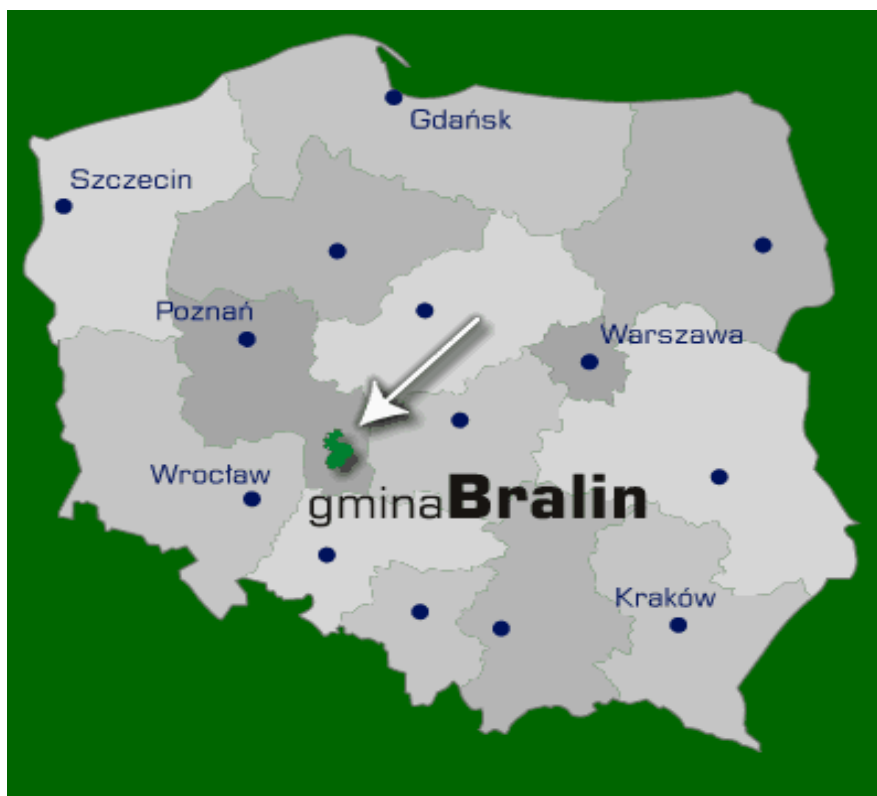 Gdańsk
Szczecin
Poznań
Warszawa
Wrocław
gminaBralin
Kraków